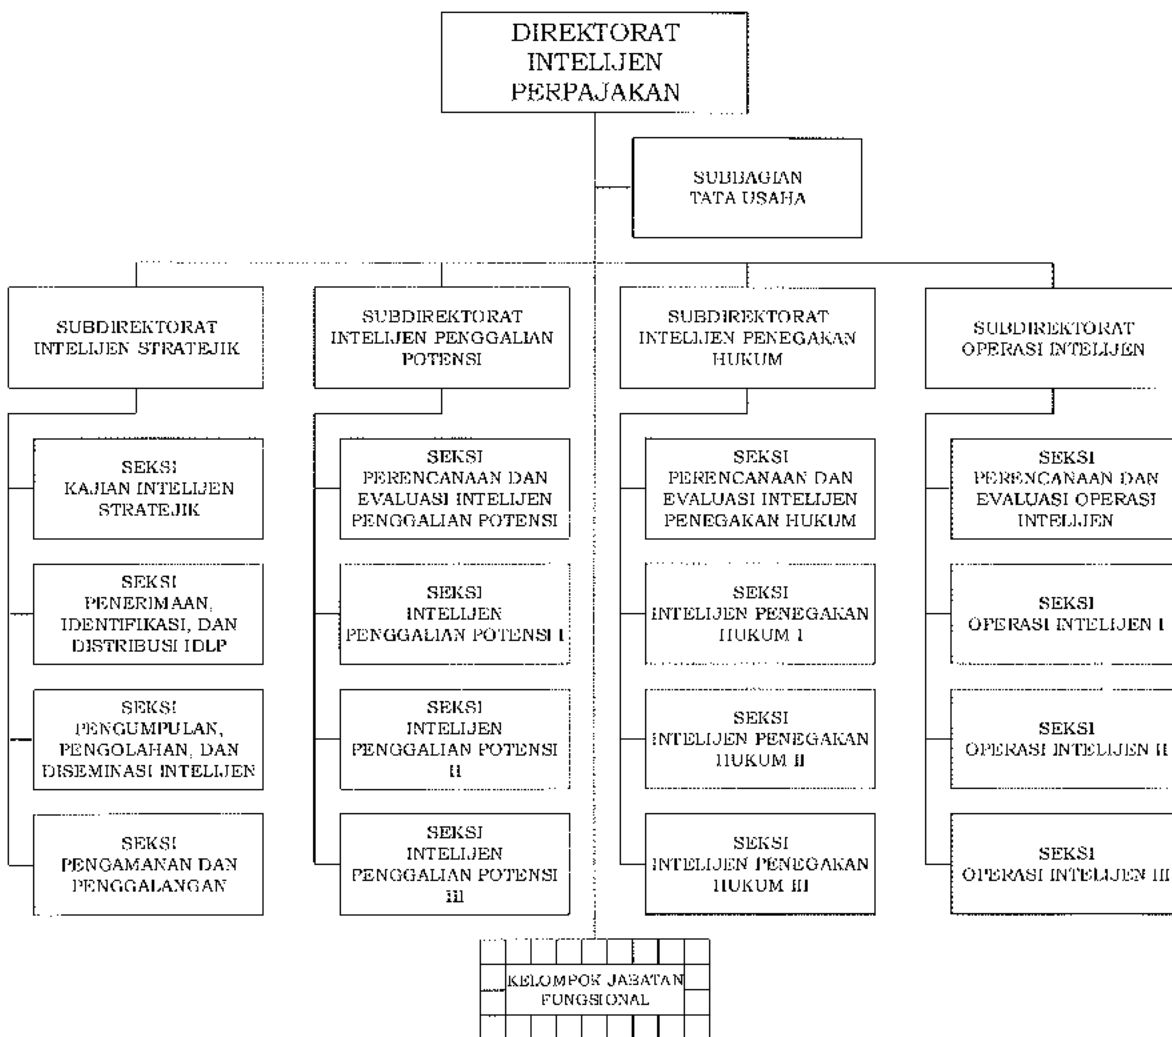 DIREKTORAT
INTELIJEN
PERPAJAKAN
SUBBAGIAN
TATA USAHA
SUBDIREKTORAT
INTELIJEN STRATEJIK
SUBDIREKTORAT
INTELIJEN PENGGALIAN
POTENSI
SUBDIREKTORAT
INTELIJEN PENEGAKAN
HUKUM
SUBDIREKTORAT
OPERASI INTELIJEN
SEKSI
KAJIAN INTELIJEN
STRATEJIK
SEKSI
PERENCANAAN DAN
EVALUASI INTELIJEN
PENGGALIAN POTENSI
SEKSI
PERENCANAAN DAN
EVALUASI INTELIJEN
PENEGAKAN HUKUM
SEKSI
PERENCANAAN DAN
EVALUASI OPERASI
INTELIJEN
SEKSI
PENERIMAAN,
IDENTIFIKASI, DAN
DISTRIBUSI IDLP
SEKSI
INTELIJEN
PENGGALIAN POTENSI I
SEKSI
INTELIJEN PENEGAKAN
HUKUM I
SEKSI
OPERASI INTELIJEN I
SEKSI
PENGUMPULAN,
PENGOLAHAN, DAN
DISEMINASI INTELIJEN
SEKSI
INTELIJEN
PENGGALIAN POTENSI
II
SEKSI
INTELIJEN PENEGAKAN
HUKUM II
SEKSI
OPERASI INTELIJEN II
SEKSI
PENGAMANAN DAN
PENGGALANGAN
SEKSI
INTELIJEN
PENGGALIAN POTENSI
III
SEKSI
INTELIJEN PENEGAKAN
HUKUM III
SEKSI
OPERASI INTELIJEN III
KELOMPOK JABATAN
FUNGSIONAL